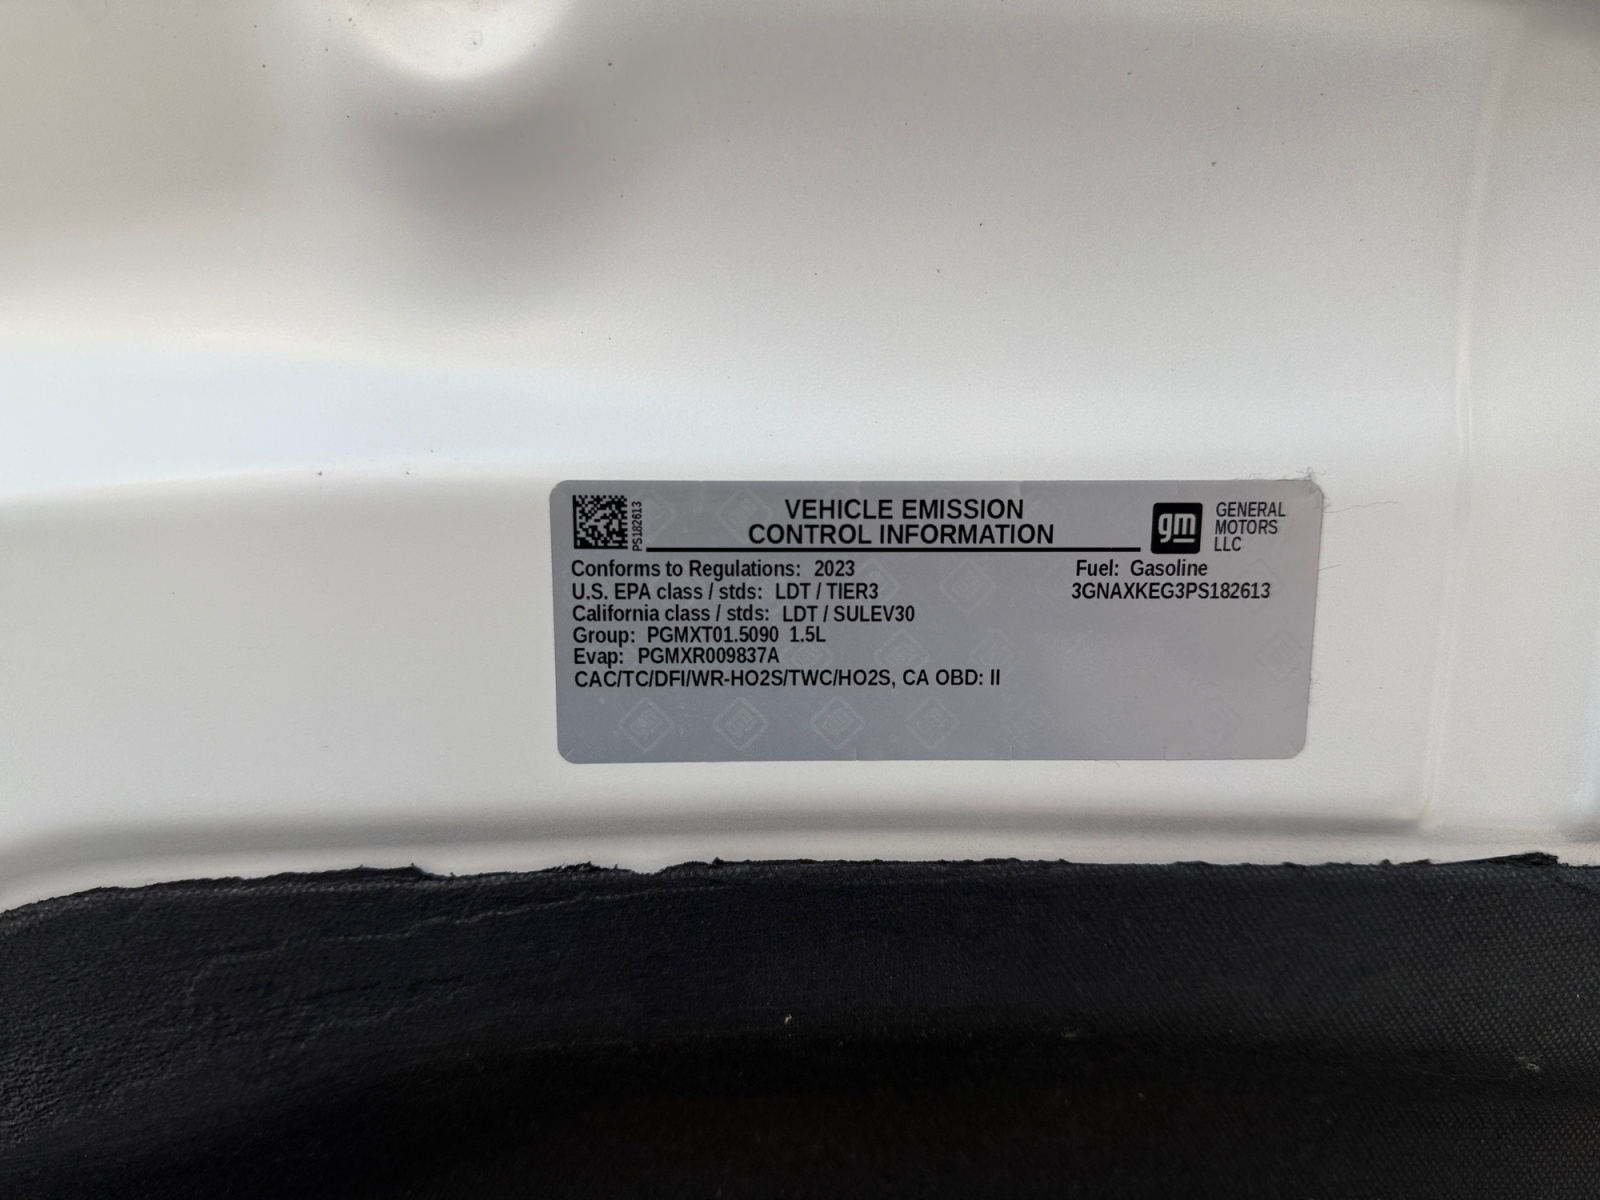 PS182613
VEHICLE EMISSION
CONTROL INFORMATION
gm
GENERAL
MOTORS
LLC
Conforms to Regulations: 2023
Fuel: Gasoline
U.S. EPA class / stds: LDT / TIER3
3GNAXKEG3PS182613
California class / stds: LDT / SULEV30
Group: PGMXT01.5090 1.5L
Evap: PGMXR009837A
CAC/TC/DFI/WR-HO2S/TWC/HO2S, CA OBD: II